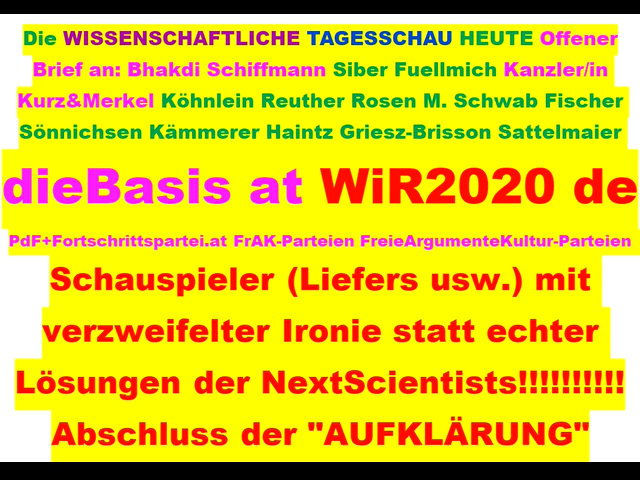 Die WISSENSCHAFTLICHE TAGESSCHAU HEUTE Offener
Brief an: Bhakdi Schiffmann Siber Fuellmich Kanzler/in
Kurz&Merkel Köhnlein Reuther Rosen M. Schwab Fischer
Sönnichsen Kämmerer Haintz Griesz-Brisson Sattelmaier
dieBasis at WiR2020 de
PdF+Fortschrittspartei.at FrAK-Parteien FreieArgumenteKultur-Parteien
Schauspieler (Liefers usw.) mit
verzweifelter Ironie statt echter
Lösungen der NextScientists!!!!!!!!!!
Abschluss der "AUFKLÄRUNG"